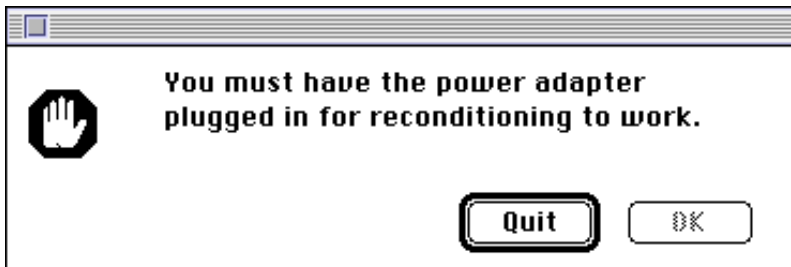 You must have the power adapter
plugged in for reconditioning to work.
Quit
OK